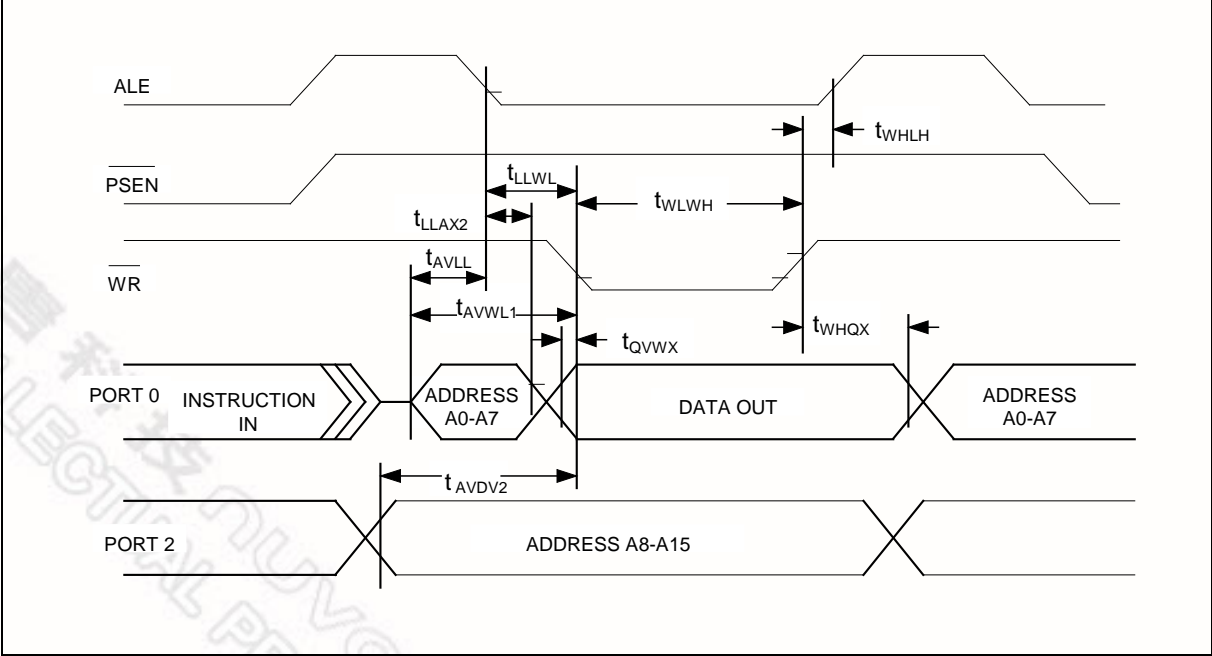 ALE
tWHLH
PSEN
tLLWL
tWLWH
tLLAX2
tAVLL
WR
tAVWL1
tWHQX
tQVWX
PORT 0
INSTRUCTION
IN
ADDRESS
A0-A7
DATA OUT
ADDRESS
A0-A7
t AVDV2
PORT 2
ADDRESS A8-A15